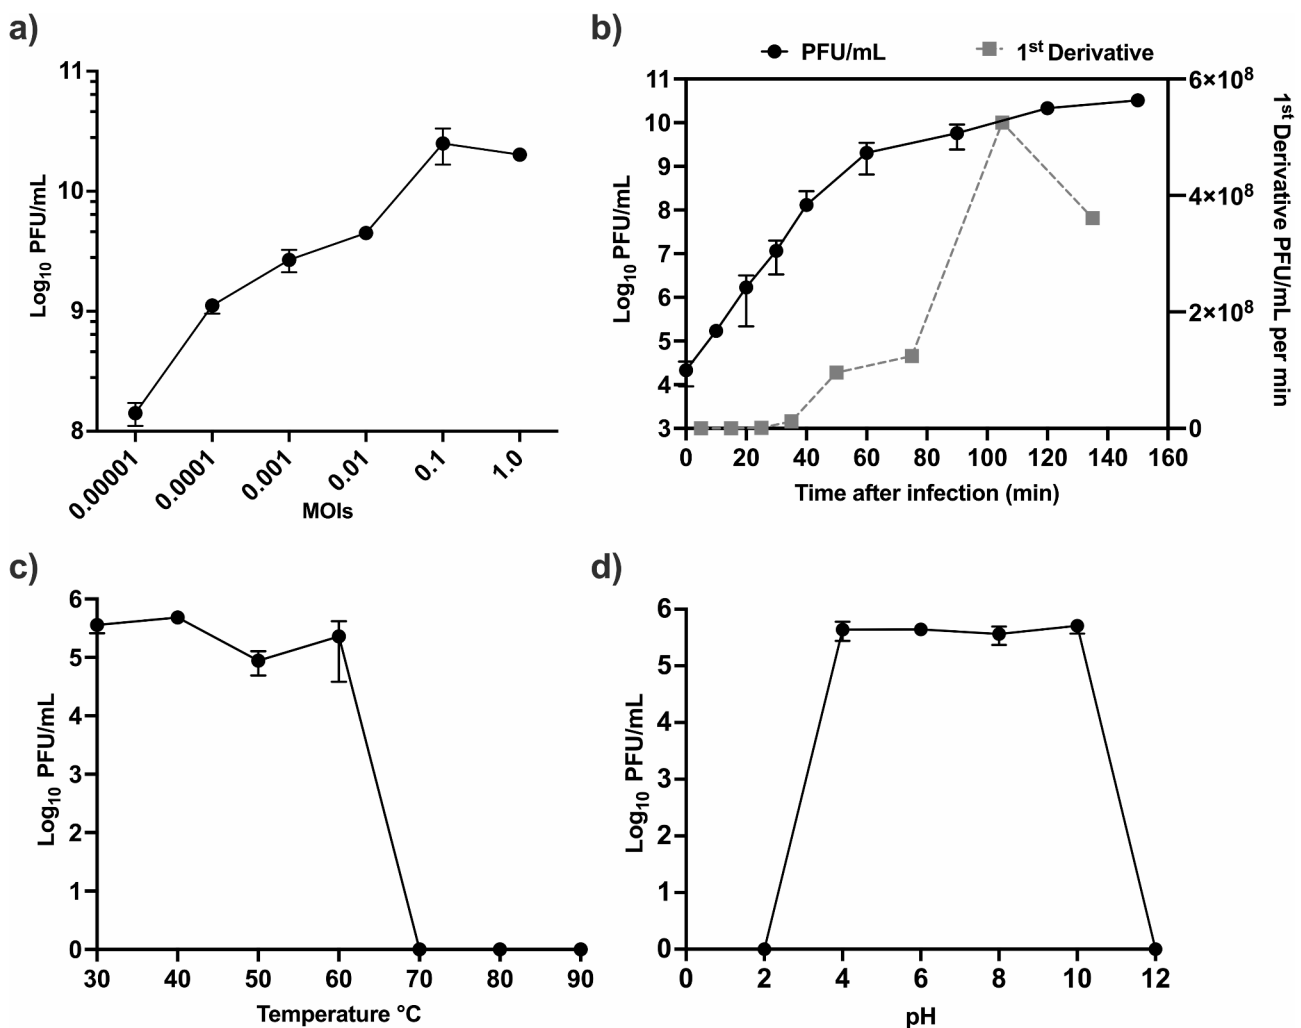 a)
11
10
9
8
Log10 PFU/mL
0.00001
0.0001
0.001
0.01
0.1
1.0
MOIs
b)
PFU/mL
1st Derivative
11
10
9
8
7
6
5
4
3
Log10 PFU/mL
6×10⁸
4×10⁸
2×10⁸
0
1st Derivative PFU/mL per min
0 20 40 60 80 100 120 140 160
Time after infection (min)
c)
6
5
4
3
2
1
0
Log10 PFU/mL
30 40 50 60 70 80 90
Temperature °C
d)
6
5
4
3
2
1
0
Log10 PFU/mL
0 2 4 6 8 10 12
pH